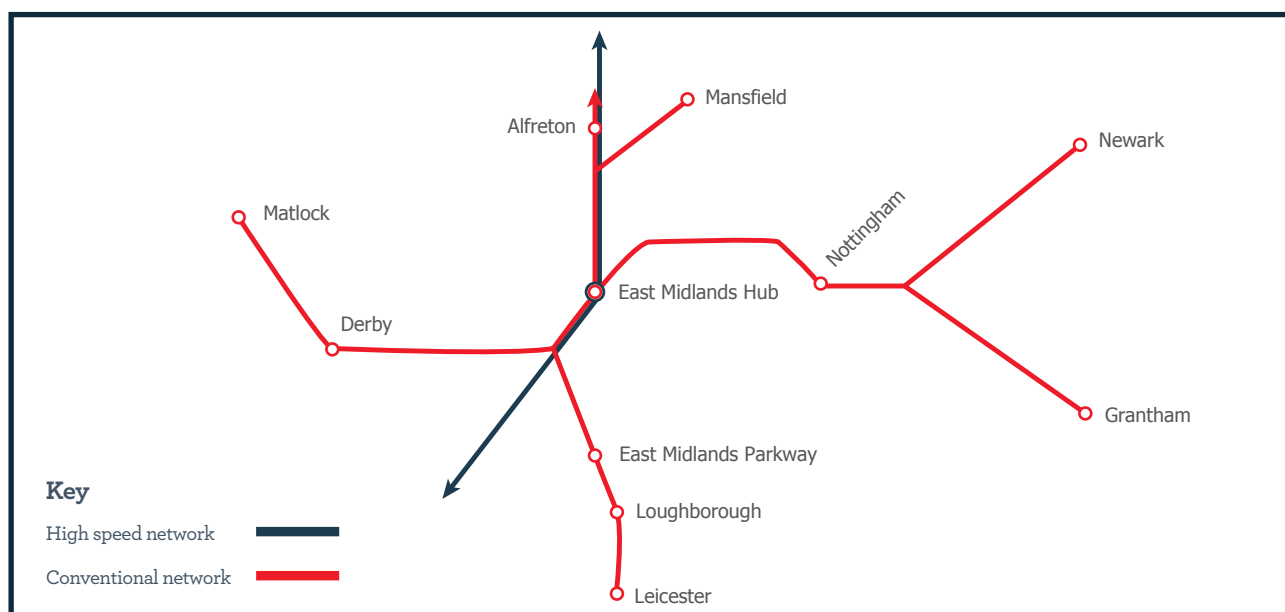 Mansfield
Alfreton
Newark
Matlock
Nottingham
East Midlands Hub
Derby
Grantham
East Midlands Parkway
Key
Loughborough
High speed network
Conventional network
Leicester